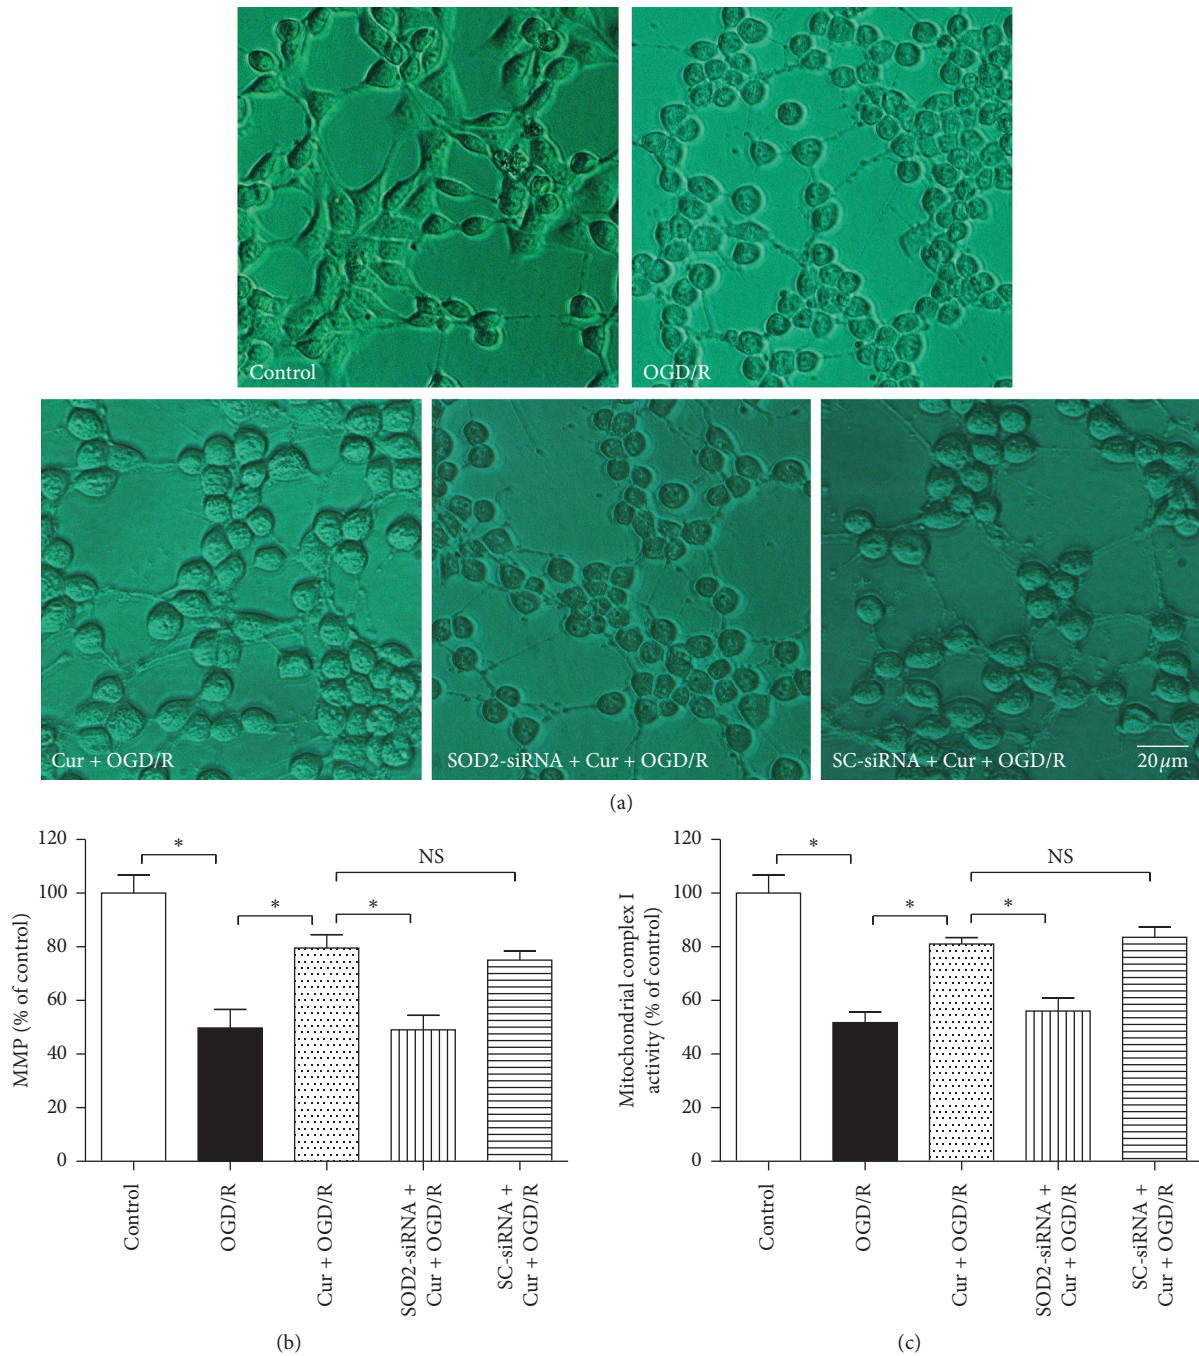 Control
OGD/R
Cur + OGD/R
SOD2-siRNA + Cur + OGD/R
SC-siRNA + Cur + OGD/R
20 μm
(a)
MMP (% of control)
120
100
80
60
40
20
0
*
*
*
NS
Control
OGD/R
Cur + OGD/R
SOD2-siRNA +
Cur + OGD/R
SC-siRNA +
Cur + OGD/R
(b)
Mitochondrial complex I
activity (% of control)
120
100
80
60
40
20
0
*
*
*
NS
Control
OGD/R
Cur + OGD/R
SOD2-siRNA +
Cur + OGD/R
SC-siRNA +
Cur + OGD/R
(c)